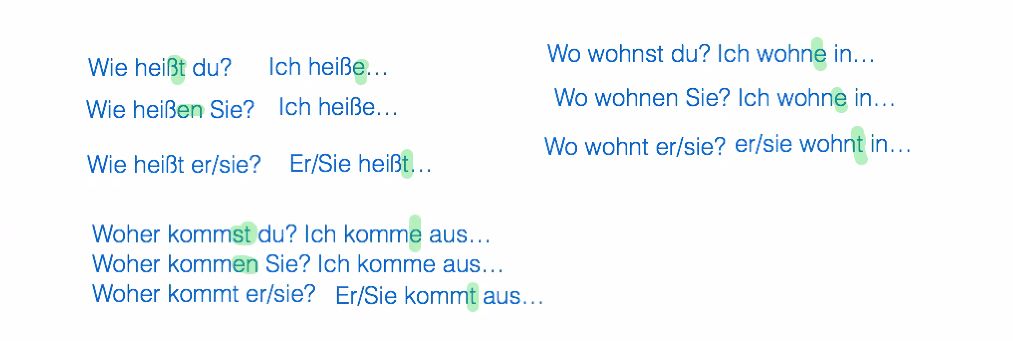 Wie heißt du? Ich heiße...
Wie heißen Sie? Ich heiße...
Wie heißt er/sie? Er/Sie heißt...
Woher kommst du? Ich komme aus...
Woher kommen Sie? Ich komme aus...
Woher kommt er/sie? Er/Sie kommt aus...
Wo wohnst du? Ich wohne in...
Wo wohnen Sie? Ich wohne in...
Wo wohnt er/sie? er/sie wohnt in...